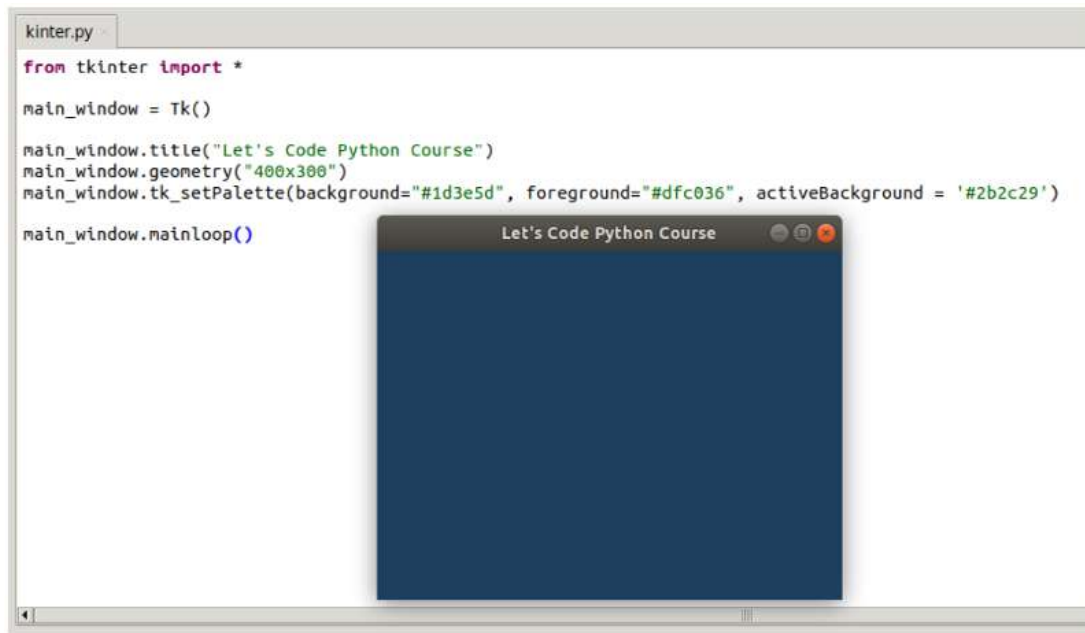 kinter.py
from tkinter import *
main_window = Tk()
main_window.title("Let's Code Python Course")
main_window.geometry("400x300")
main_window.tk_setPalette(background="#1d3e5d", foreground="#dfc036", activeBackground = '#2b2c29')
main_window.mainloop()
Let's Code Python Course